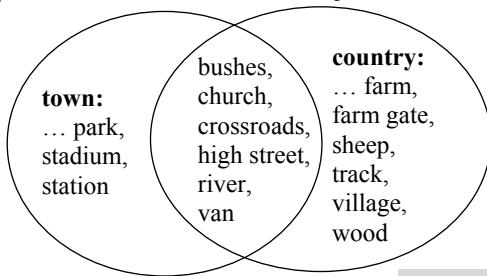 town:
… park,
stadium,
station
bushes,
church,
crossroads,
high street,
river,
van
country:
… farm,
farm gate,
sheep,
track,
village,
wood